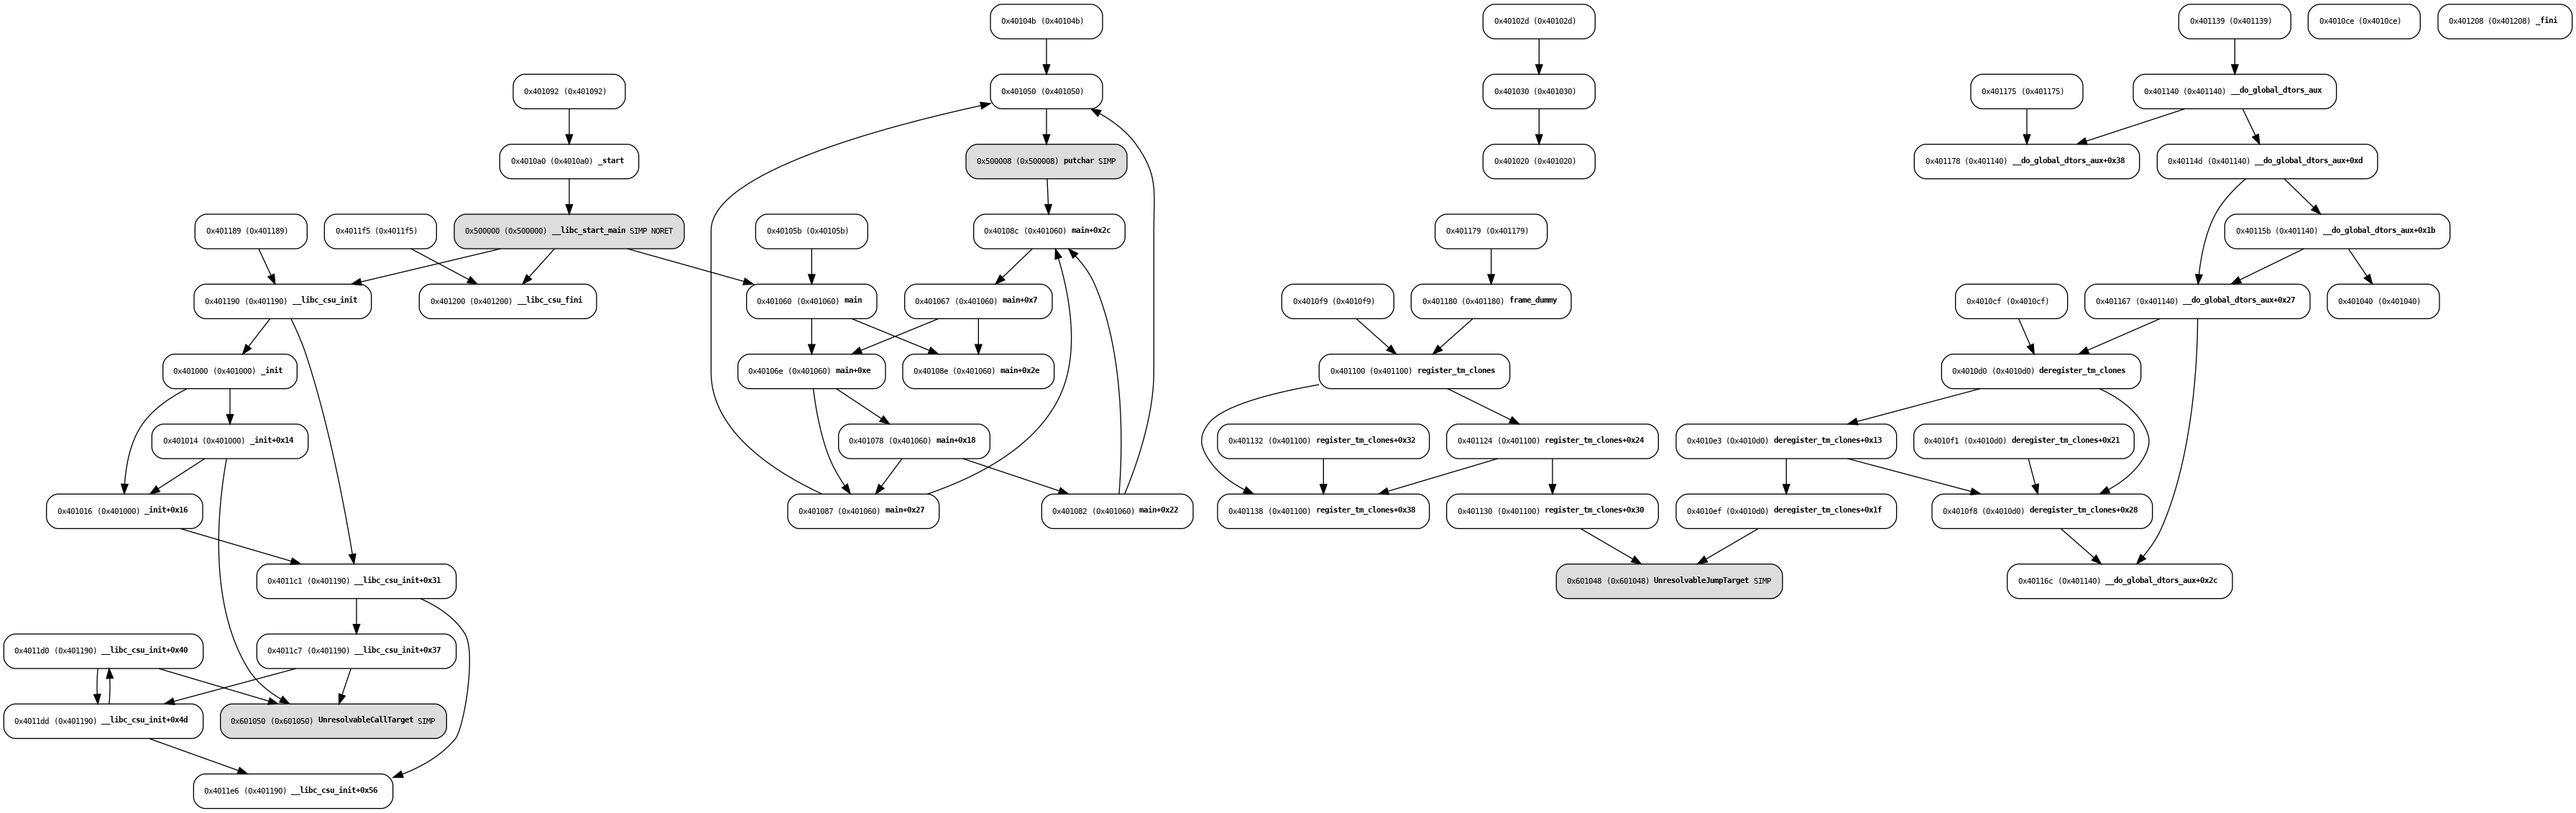 0x40104b (0x40104b)
0x40102d (0x40102d)
0x401139 (0x401139)
0x4010ce (0x4010ce)
0x401208 (0x401208) _fini
0x401092 (0x401092)
0x401050 (0x401050)
0x401030 (0x401030)
0x401175 (0x401175)
0x401140 (0x401140) __do_global_dtors_aux
0x4010a0 (0x4010a0) _start
0x500008 (0x500008) putchar SIMP
0x401020 (0x401020)
0x401178 (0x401140) __do_global_dtors_aux+0x38
0x40114d (0x401140) __do_global_dtors_aux+0xd
0x401189 (0x401189)
0x4011f5 (0x4011f5)
0x500000 (0x500000) __libc_start_main SIMP NORET
0x40105b (0x40105b)
0x40108c (0x401060) main+0x2c
0x401179 (0x401179)
0x40115b (0x401140) __do_global_dtors_aux+0x1b
0x401190 (0x401190) __libc_csu_init
0x401200 (0x401200) __libc_csu_fini
0x401060 (0x401060) main
0x401067 (0x401060) main+0x7
0x4010f9 (0x4010f9)
0x401180 (0x401180) frame_dummy
0x4010cf (0x4010cf)
0x401167 (0x401140) __do_global_dtors_aux+0x27
0x401040 (0x401040)
0x401000 (0x401000) _init
0x40106e (0x401060) main+0xe
0x40108e (0x401060) main+0x2e
0x401100 (0x401100) register_tm_clones
0x4010d0 (0x4010d0) deregister_tm_clones
0x401014 (0x401000) _init+0x14
0x401078 (0x401060) main+0x18
0x401132 (0x401100) register_tm_clones+0x32
0x401124 (0x401100) register_tm_clones+0x24
0x4010e3 (0x4010d0) deregister_tm_clones+0x13
0x4010f1 (0x4010d0) deregister_tm_clones+0x21
0x401016 (0x401000) _init+0x16
0x401087 (0x401060) main+0x27
0x401082 (0x401060) main+0x22
0x401138 (0x401100) register_tm_clones+0x38
0x401130 (0x401100) register_tm_clones+0x30
0x4010ef (0x4010d0) deregister_tm_clones+0x1f
0x4010f8 (0x4010d0) deregister_tm_clones+0x28
0x4011c1 (0x401190) __libc_csu_init+0x31
0x601048 (0x601048) UnresolvableJumpTarget SIMP
0x40116c (0x401140) __do_global_dtors_aux+0x2c
0x4011d0 (0x401190) __libc_csu_init+0x40
0x4011c7 (0x401190) __libc_csu_init+0x37
0x4011dd (0x401190) __libc_csu_init+0x4d
0x601050 (0x601050) UnresolvableCallTarget SIMP
0x4011e6 (0x401190) __libc_csu_init+0x56